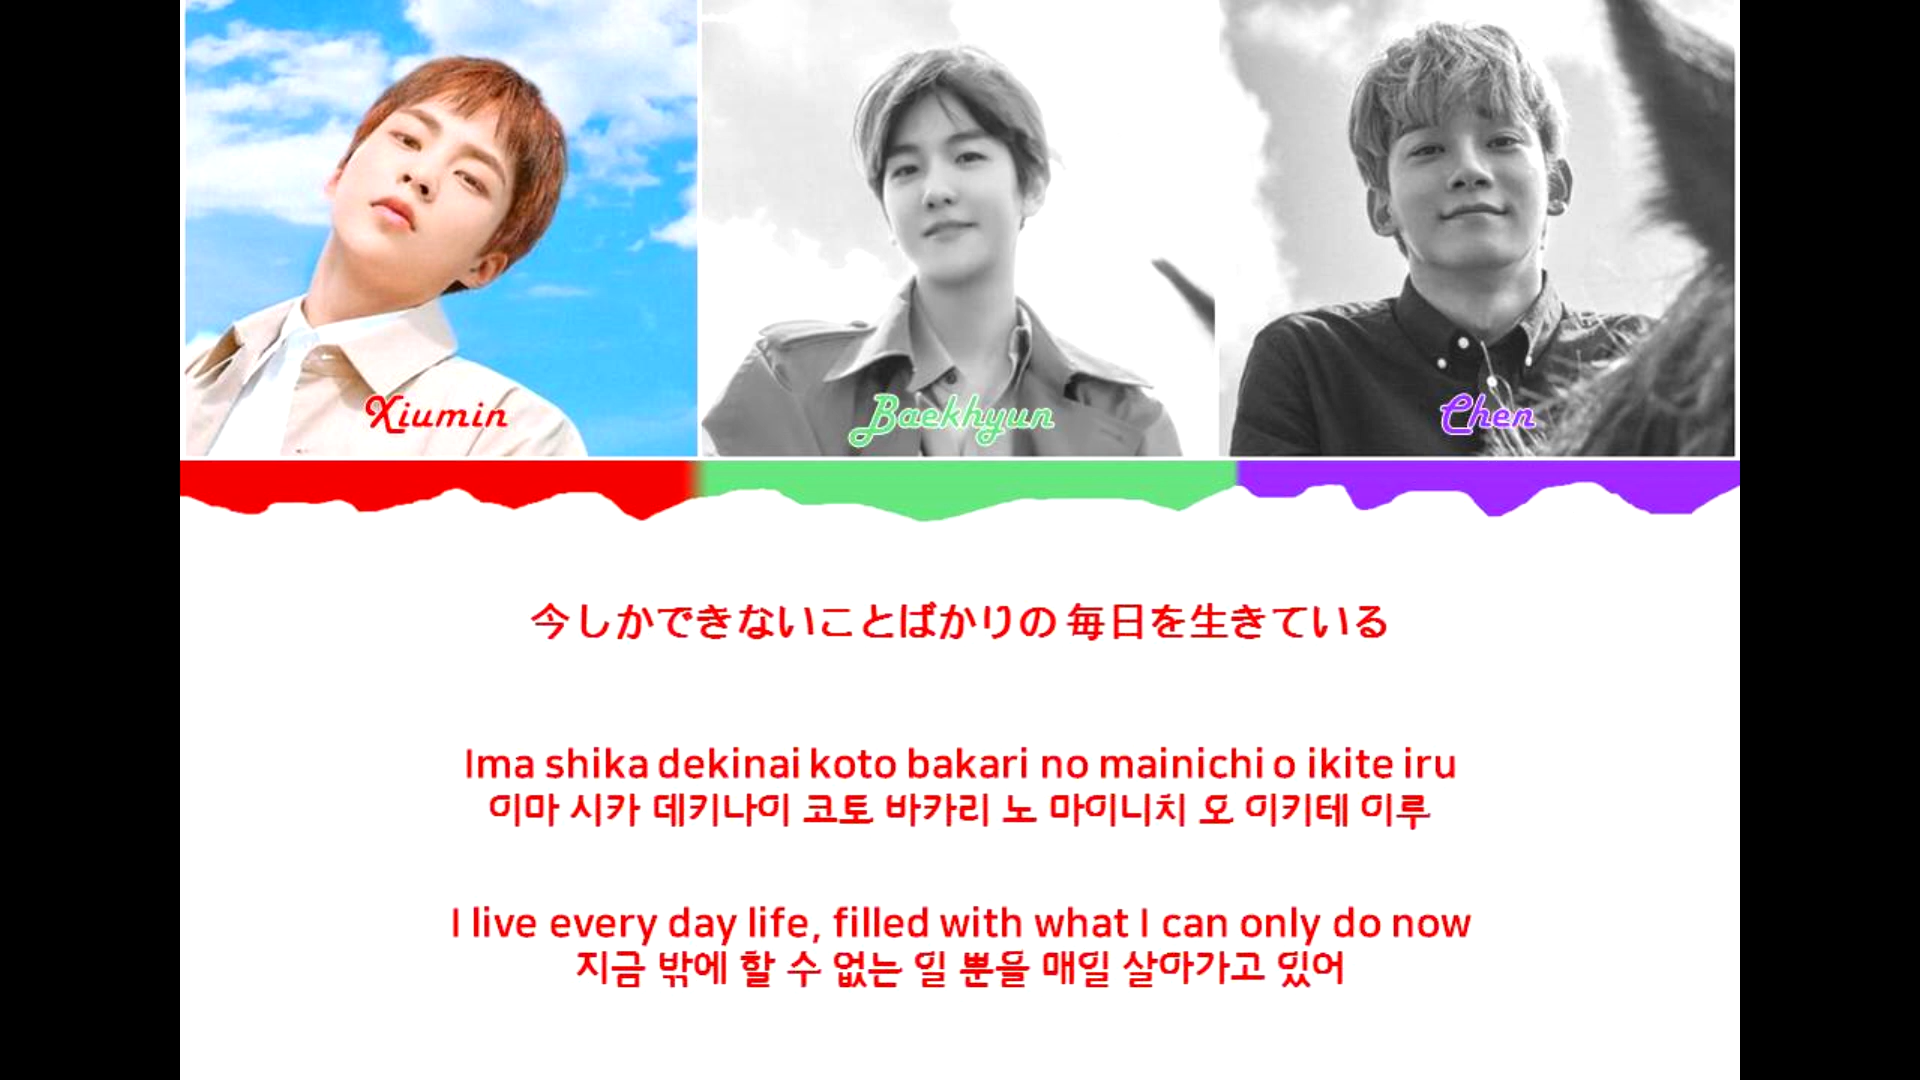 Xiumin
Baekhyun
Chen
今しかできないことばかりの 毎日を生きている
Ima shika dekinai koto bakari no mainichi o ikite iru
이마 시카 데키나이 코토 바카리 노 마이니치 오 이키테 이루
I live every day life, filled with what I can only do now
지금 밖에 할 수 없는 일 뿐을 매일 살아가고 있어